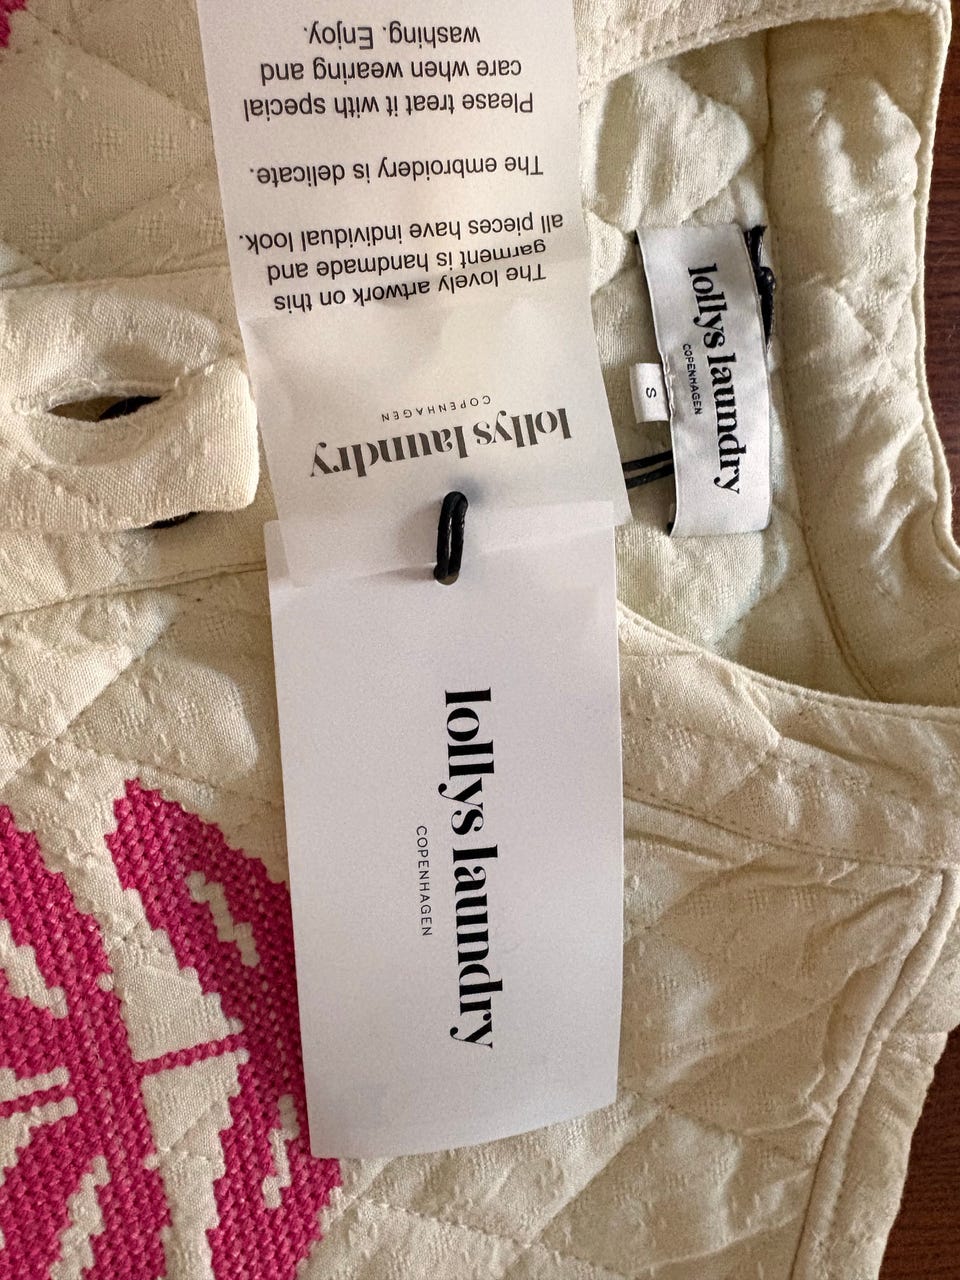 lollys laundry
COPENHAGEN
The lovely artwork on this
garment is handmade and
all pieces have individual look.
The embroidery is delicate.
Please treat it with special
care when wearing and
washing. Enjoy.
lollys laundry
COPENHAGEN
S
lollys laundry
COPENHAGEN